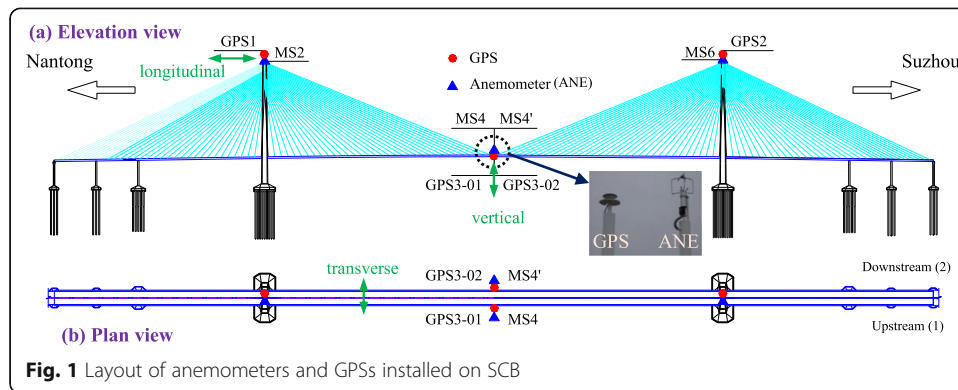 (a) Elevation view
GPS1
MS2
MS6
GPS2
Nantong
longitudinal
GPS
Anemometer (ANE)
Suzhou
MS4 MS4'
GPS3-01 GPS3-02
vertical
GPS ANE
transverse
GPS3-02 MS4'
Downstream (2)
GPS3-01 MS4
Upstream (1)
(b) Plan view
Fig. 1 Layout of anemometers and GPSs installed on SCB